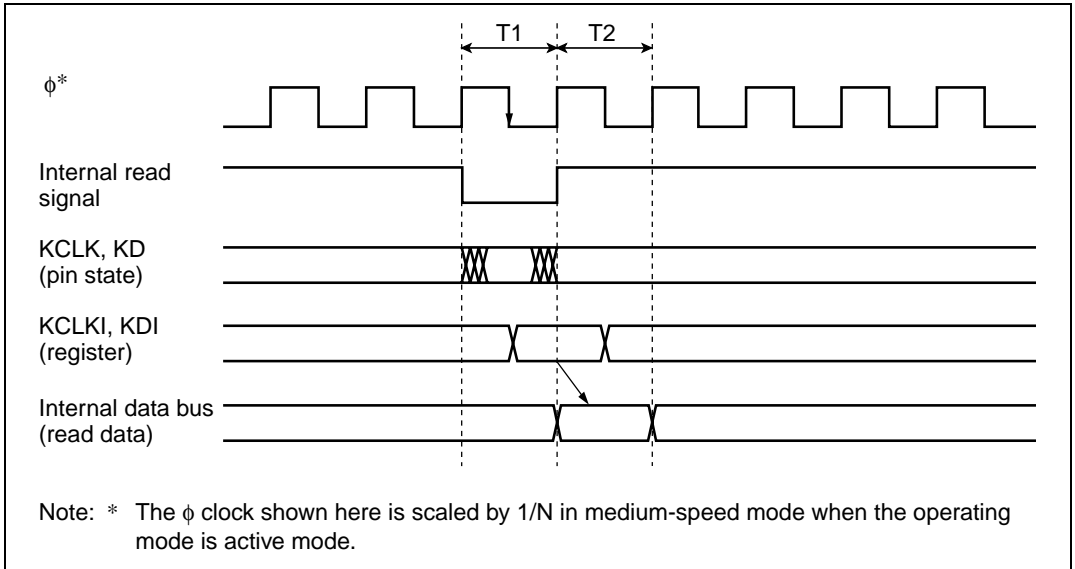 T1 T2
ϕ*
Internal read
signal
KCLK, KD
(pin state)
KCLKI, KDI
(register)
Internal data bus
(read data)
Note: * The ϕ clock shown here is scaled by 1/N in medium-speed mode when the operating
mode is active mode.